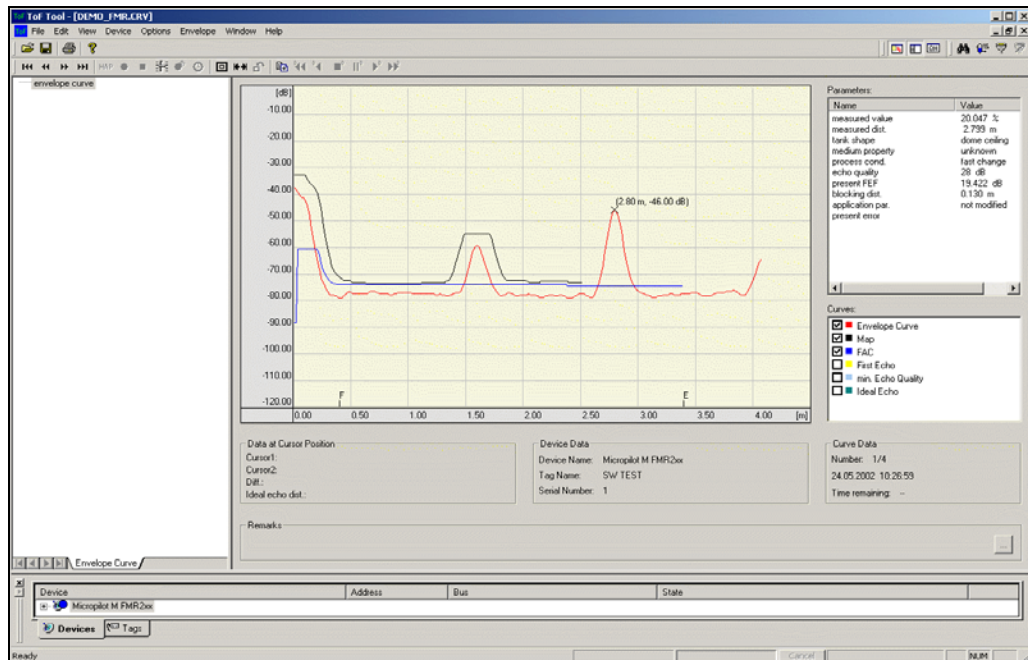 ToF Tool - [DEMO_FMR.CRV]
File Edit View Device Options Envelope Window Help
MAP
envelope curve
[dB]
-10.00
-20.00
-30.00
-40.00
-50.00
-60.00
-70.00
-80.00
-90.00
-100.00
-110.00
-120.00
(2.80 m, -46.00 dB)
F
E
0.00 0.50 1.00 1.50 2.00 2.50 3.00 3.50 4.00 [m]
Parameters:
Name Value
measured value 20.047 %
measured dist. 2.799 m
tank shape dome ceiling
medium property unknown
process cond. fast change
echo quality 28 dB
present FEF 19.422 dB
blocking dist. 0.130 m
application par. not modified
present error
Curves:
Envelope Curve
Map
FAC
First Echo
min. Echo Quality
Ideal Echo
Data at Cursor Position
Cursor1:
Cursor2:
Diff.:
Ideal echo dist.:
Device Data
Device Name: Micropilot M FMR2xx
Tag Name: SW TEST
Serial Number: 1
Curve Data
Number: 1/4
24.05.2002 10:26:59
Time remaining: -
Remarks
...
Envelope Curve
Device Address Bus State
Micropilot M FMR2xx
Devices Tags
Ready Cancel NUM